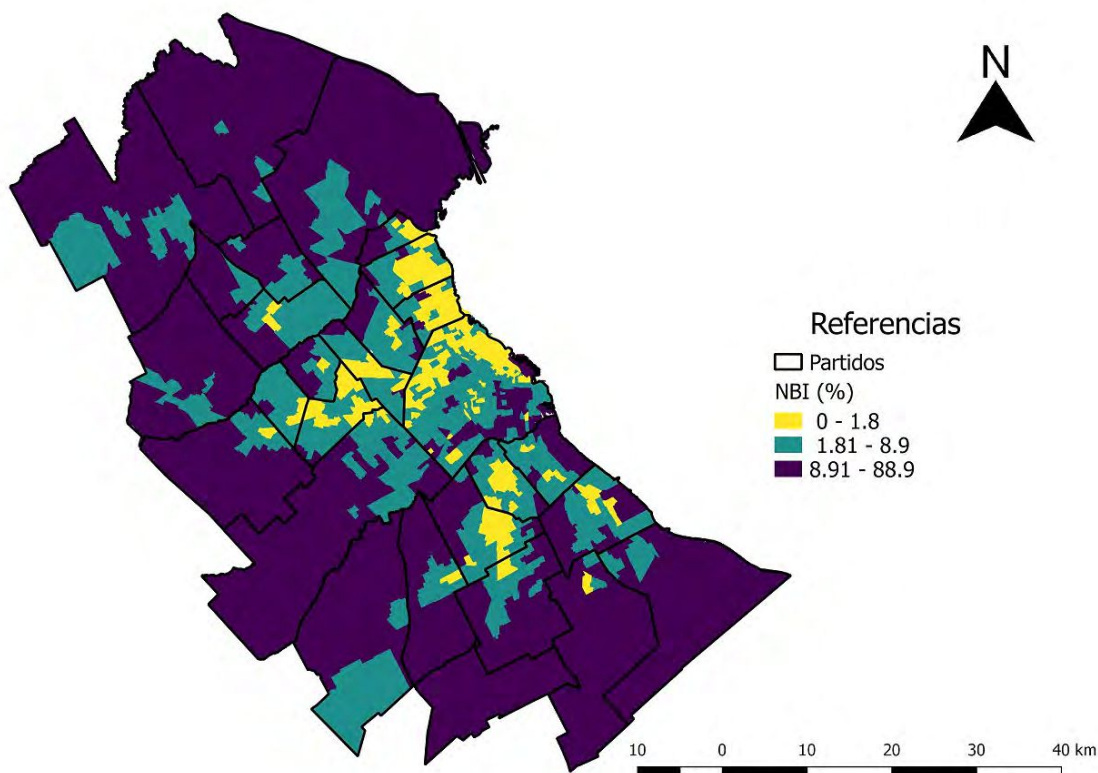 N
Referencias
Partidos
NBI (%)
0 - 1.8
1.81 - 8.9
8.91 - 88.9
10 0 10 20 30 40 km